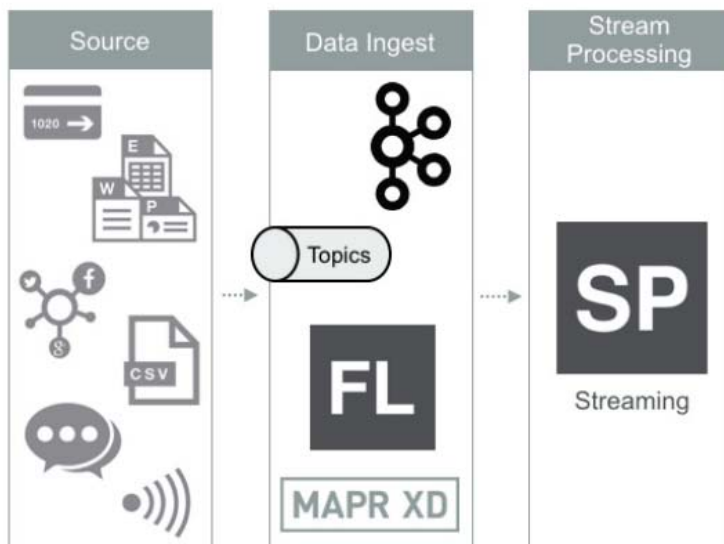 Source
1020
E
W
P
CSV
Data Ingest
Topics
FL
MAPR XD
Stream
Processing
SP
Streaming